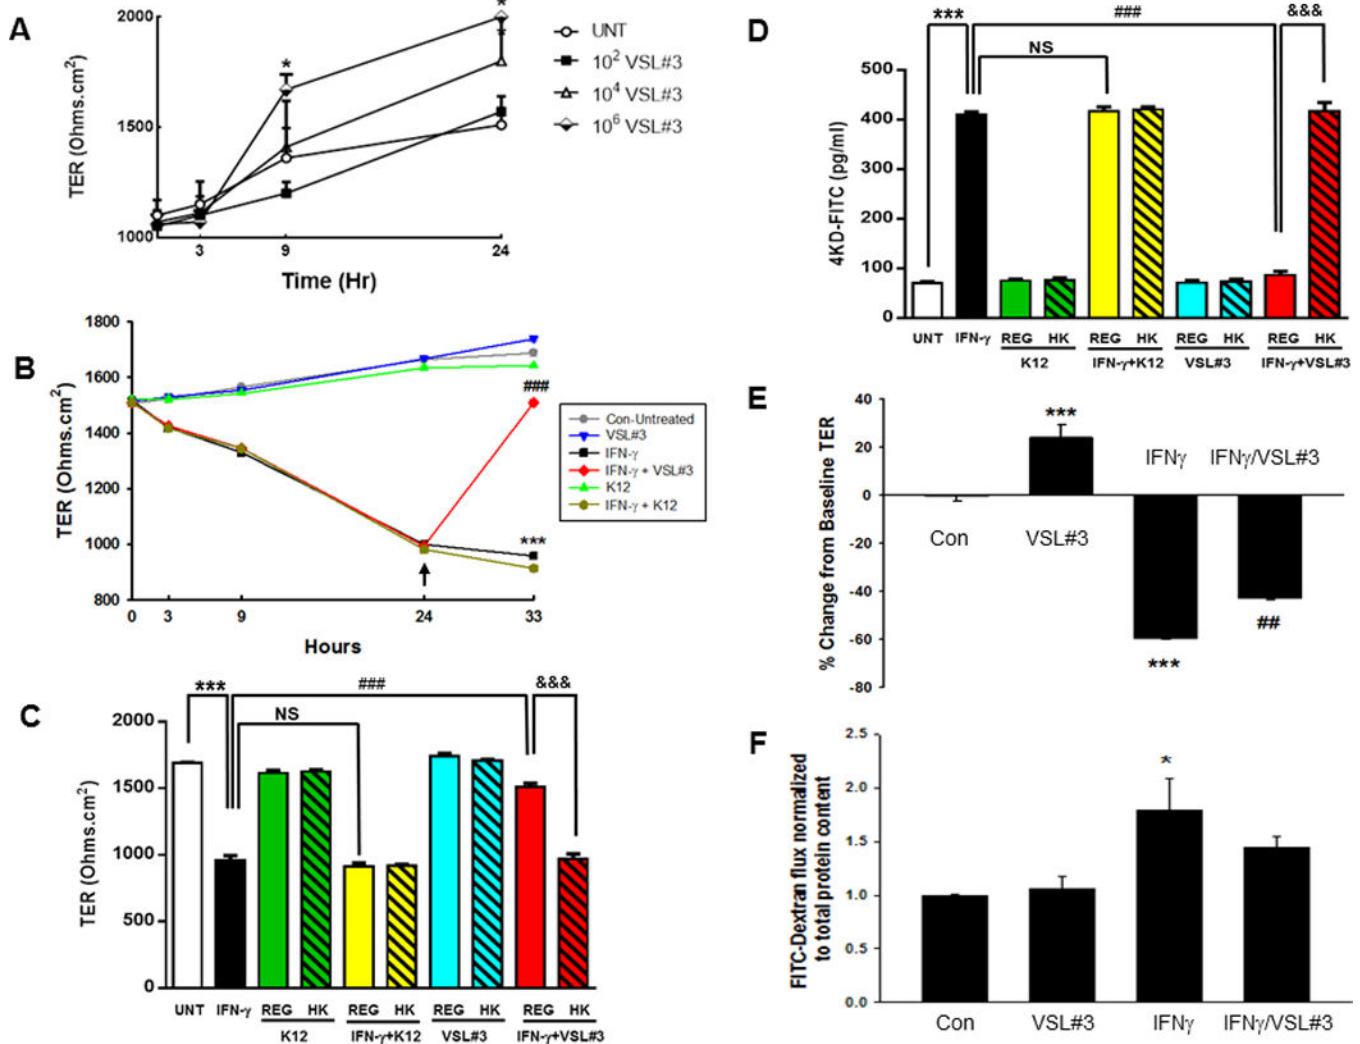 A
TER (Ohms.cm²)
2000
1500
1000
3
9
24
Time (Hr)
*
*
*
UNT
10² VSL#3
10⁴ VSL#3
10⁶ VSL#3
B
TER (Ohms.cm²)
1800
1600
1400
1200
1000
800
0
3
9
24
33
Hours
###
***
Con-Untreated
VSL#3
IFN-γ
IFN-γ + VSL#3
K12
IFN-γ + K12
C
TER (Ohms.cm²)
*** ### &&&
NS
2000
1500
1000
500
0
UNT IFN-γ REG HK REG HK REG HK REG HK
K12 IFN-γ+K12 VSL#3 IFN-γ+VSL#3
D
4KD-FITC (pg/ml)
*** ### &&&
NS
500
400
300
200
100
0
UNT IFN-γ REG HK REG HK REG HK REG HK
K12 IFN-γ+K12 VSL#3 IFN-γ+VSL#3
E
% Change from Baseline TER
40
20
0
-20
-40
-60
-80
***
IFNγ IFNγ/VSL#3
Con VSL#3
##
***
F
FITC-Dextran flux normalized
to total protein content
2.5
2.0
1.5
1.0
0.5
0.0
*
Con VSL#3 IFNγ IFNγ/VSL#3